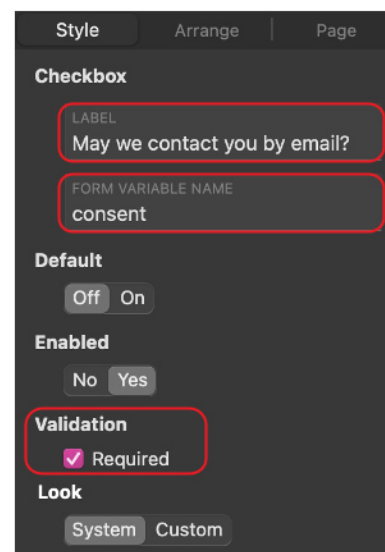 Style Arrange Page
Checkbox
LABEL
May we contact you by email?
FORM VARIABLE NAME
consent
Default
Off On
Enabled
No Yes
Validation
Required
Look
System Custom